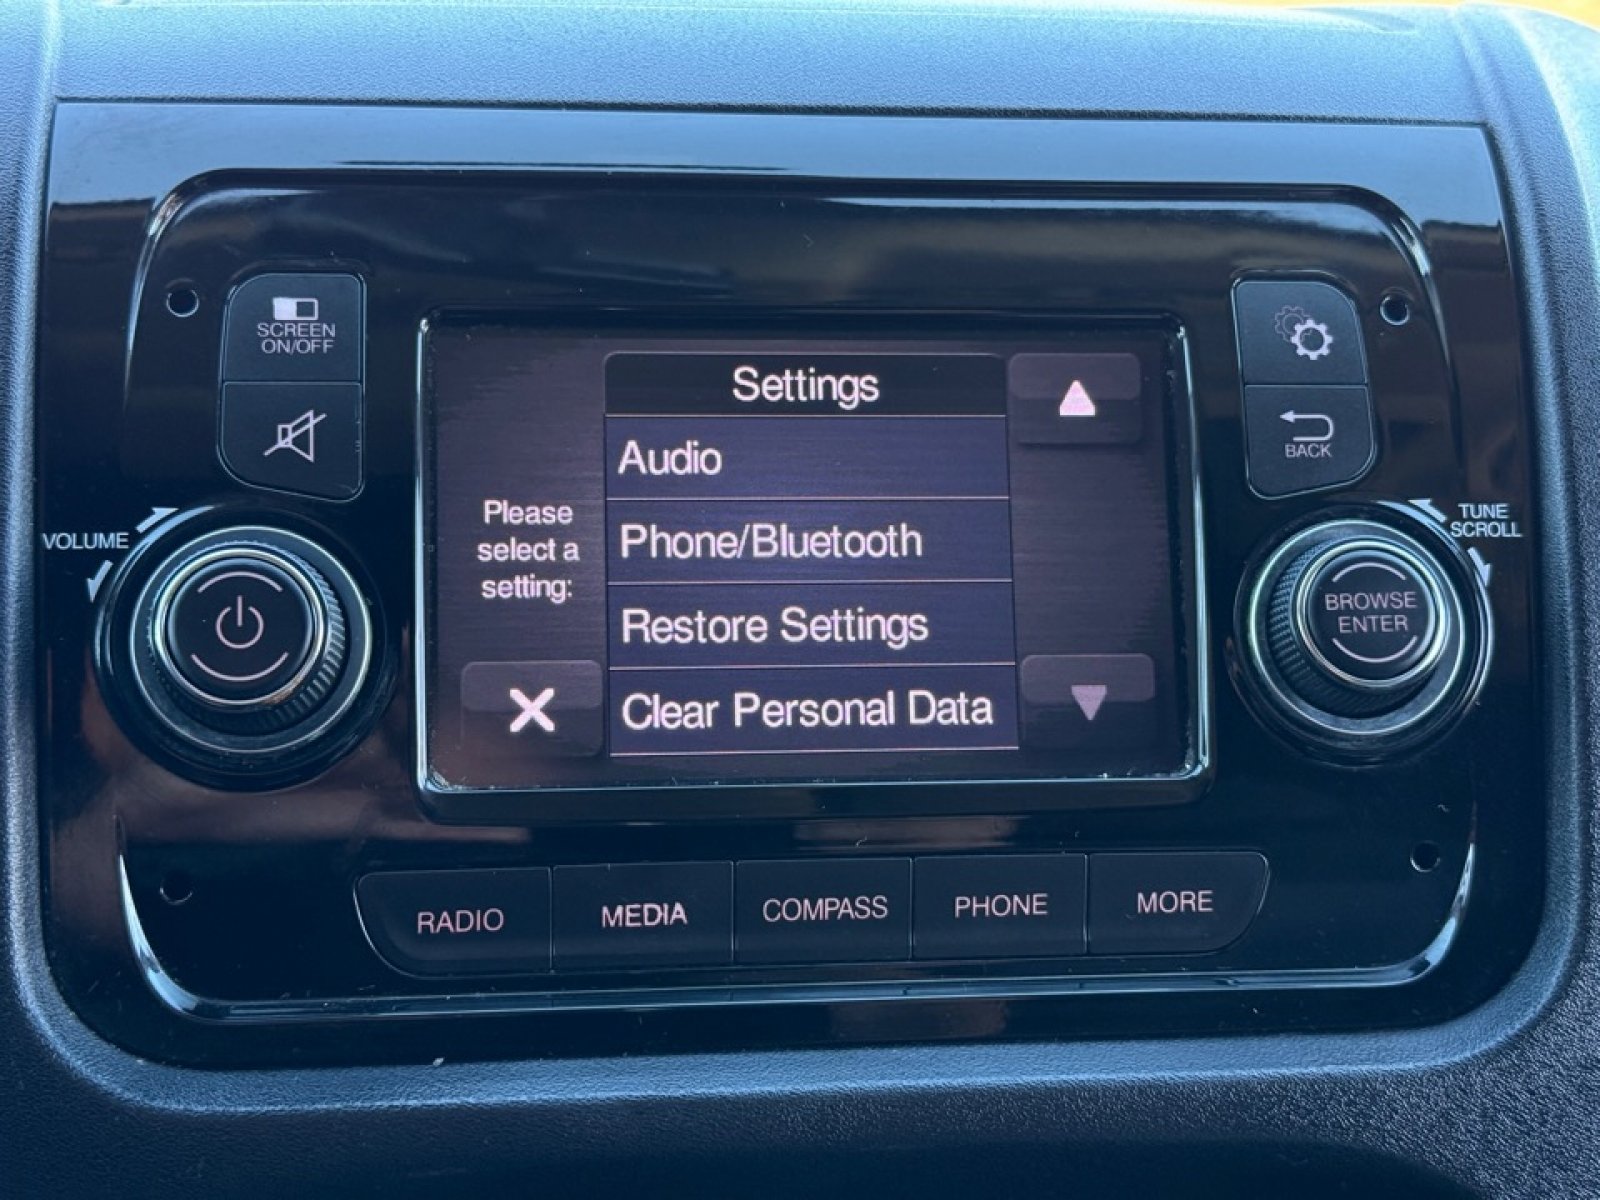 SCREEN
ON/OFF
VOLUME
Settings
Audio
Phone/Bluetooth
Restore Settings
Clear Personal Data
Please
select a
setting:
BACK
TUNE
SCROLL
BROWSE
ENTER
RADIO
MEDIA
COMPASS
PHONE
MORE